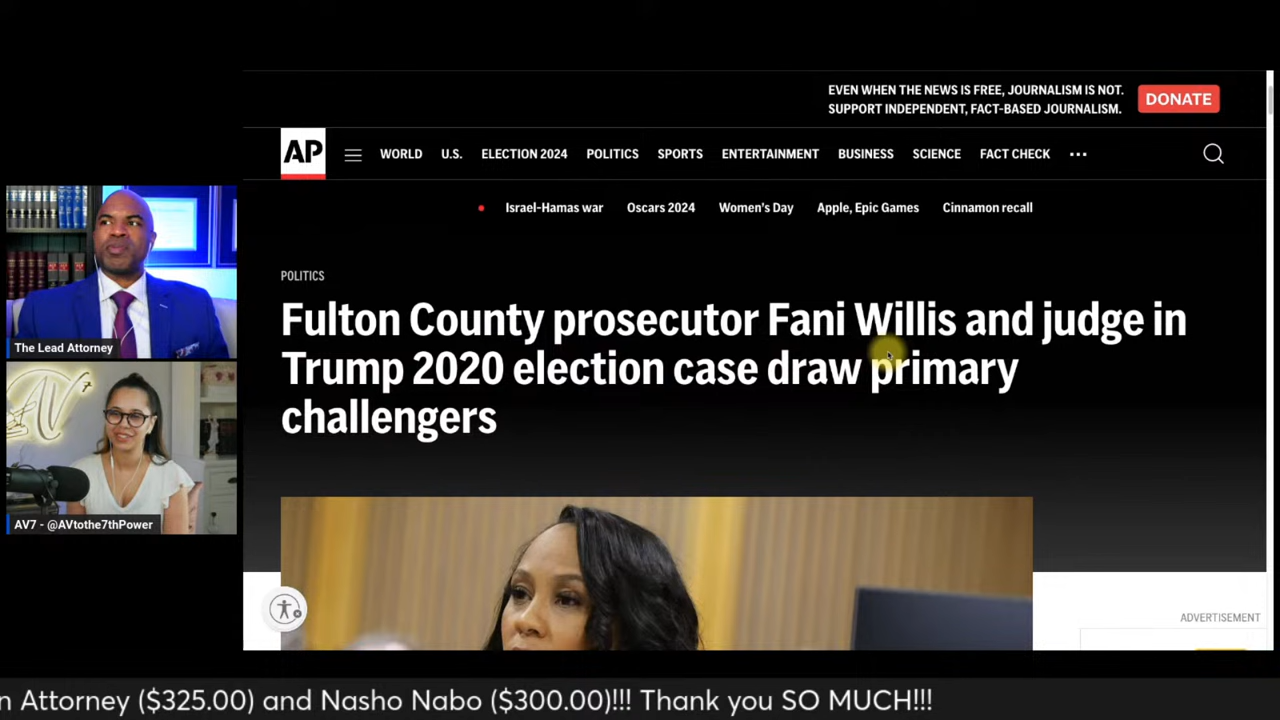 EVEN WHEN THE NEWS IS FREE, JOURNALISM IS NOT.
SUPPORT INDEPENDENT, FACT-BASED JOURNALISM.
DONATE
AP
WORLD
U.S.
ELECTION 2024
POLITICS
SPORTS
ENTERTAINMENT
BUSINESS
SCIENCE
FACT CHECK
Israel-Hamas war
Oscars 2024
Women's Day
Apple, Epic Games
Cinnamon recall
POLITICS
Fulton County prosecutor Fani Willis and judge in
Trump 2020 election case draw primary
challengers
The Lead Attorney
AV7
AV7 - @AVtothe7thPower
ADVERTISEMENT
n Attorney ($325.00) and Nasho Nabo ($300.00)!!! Thank you SO MUCH!!!